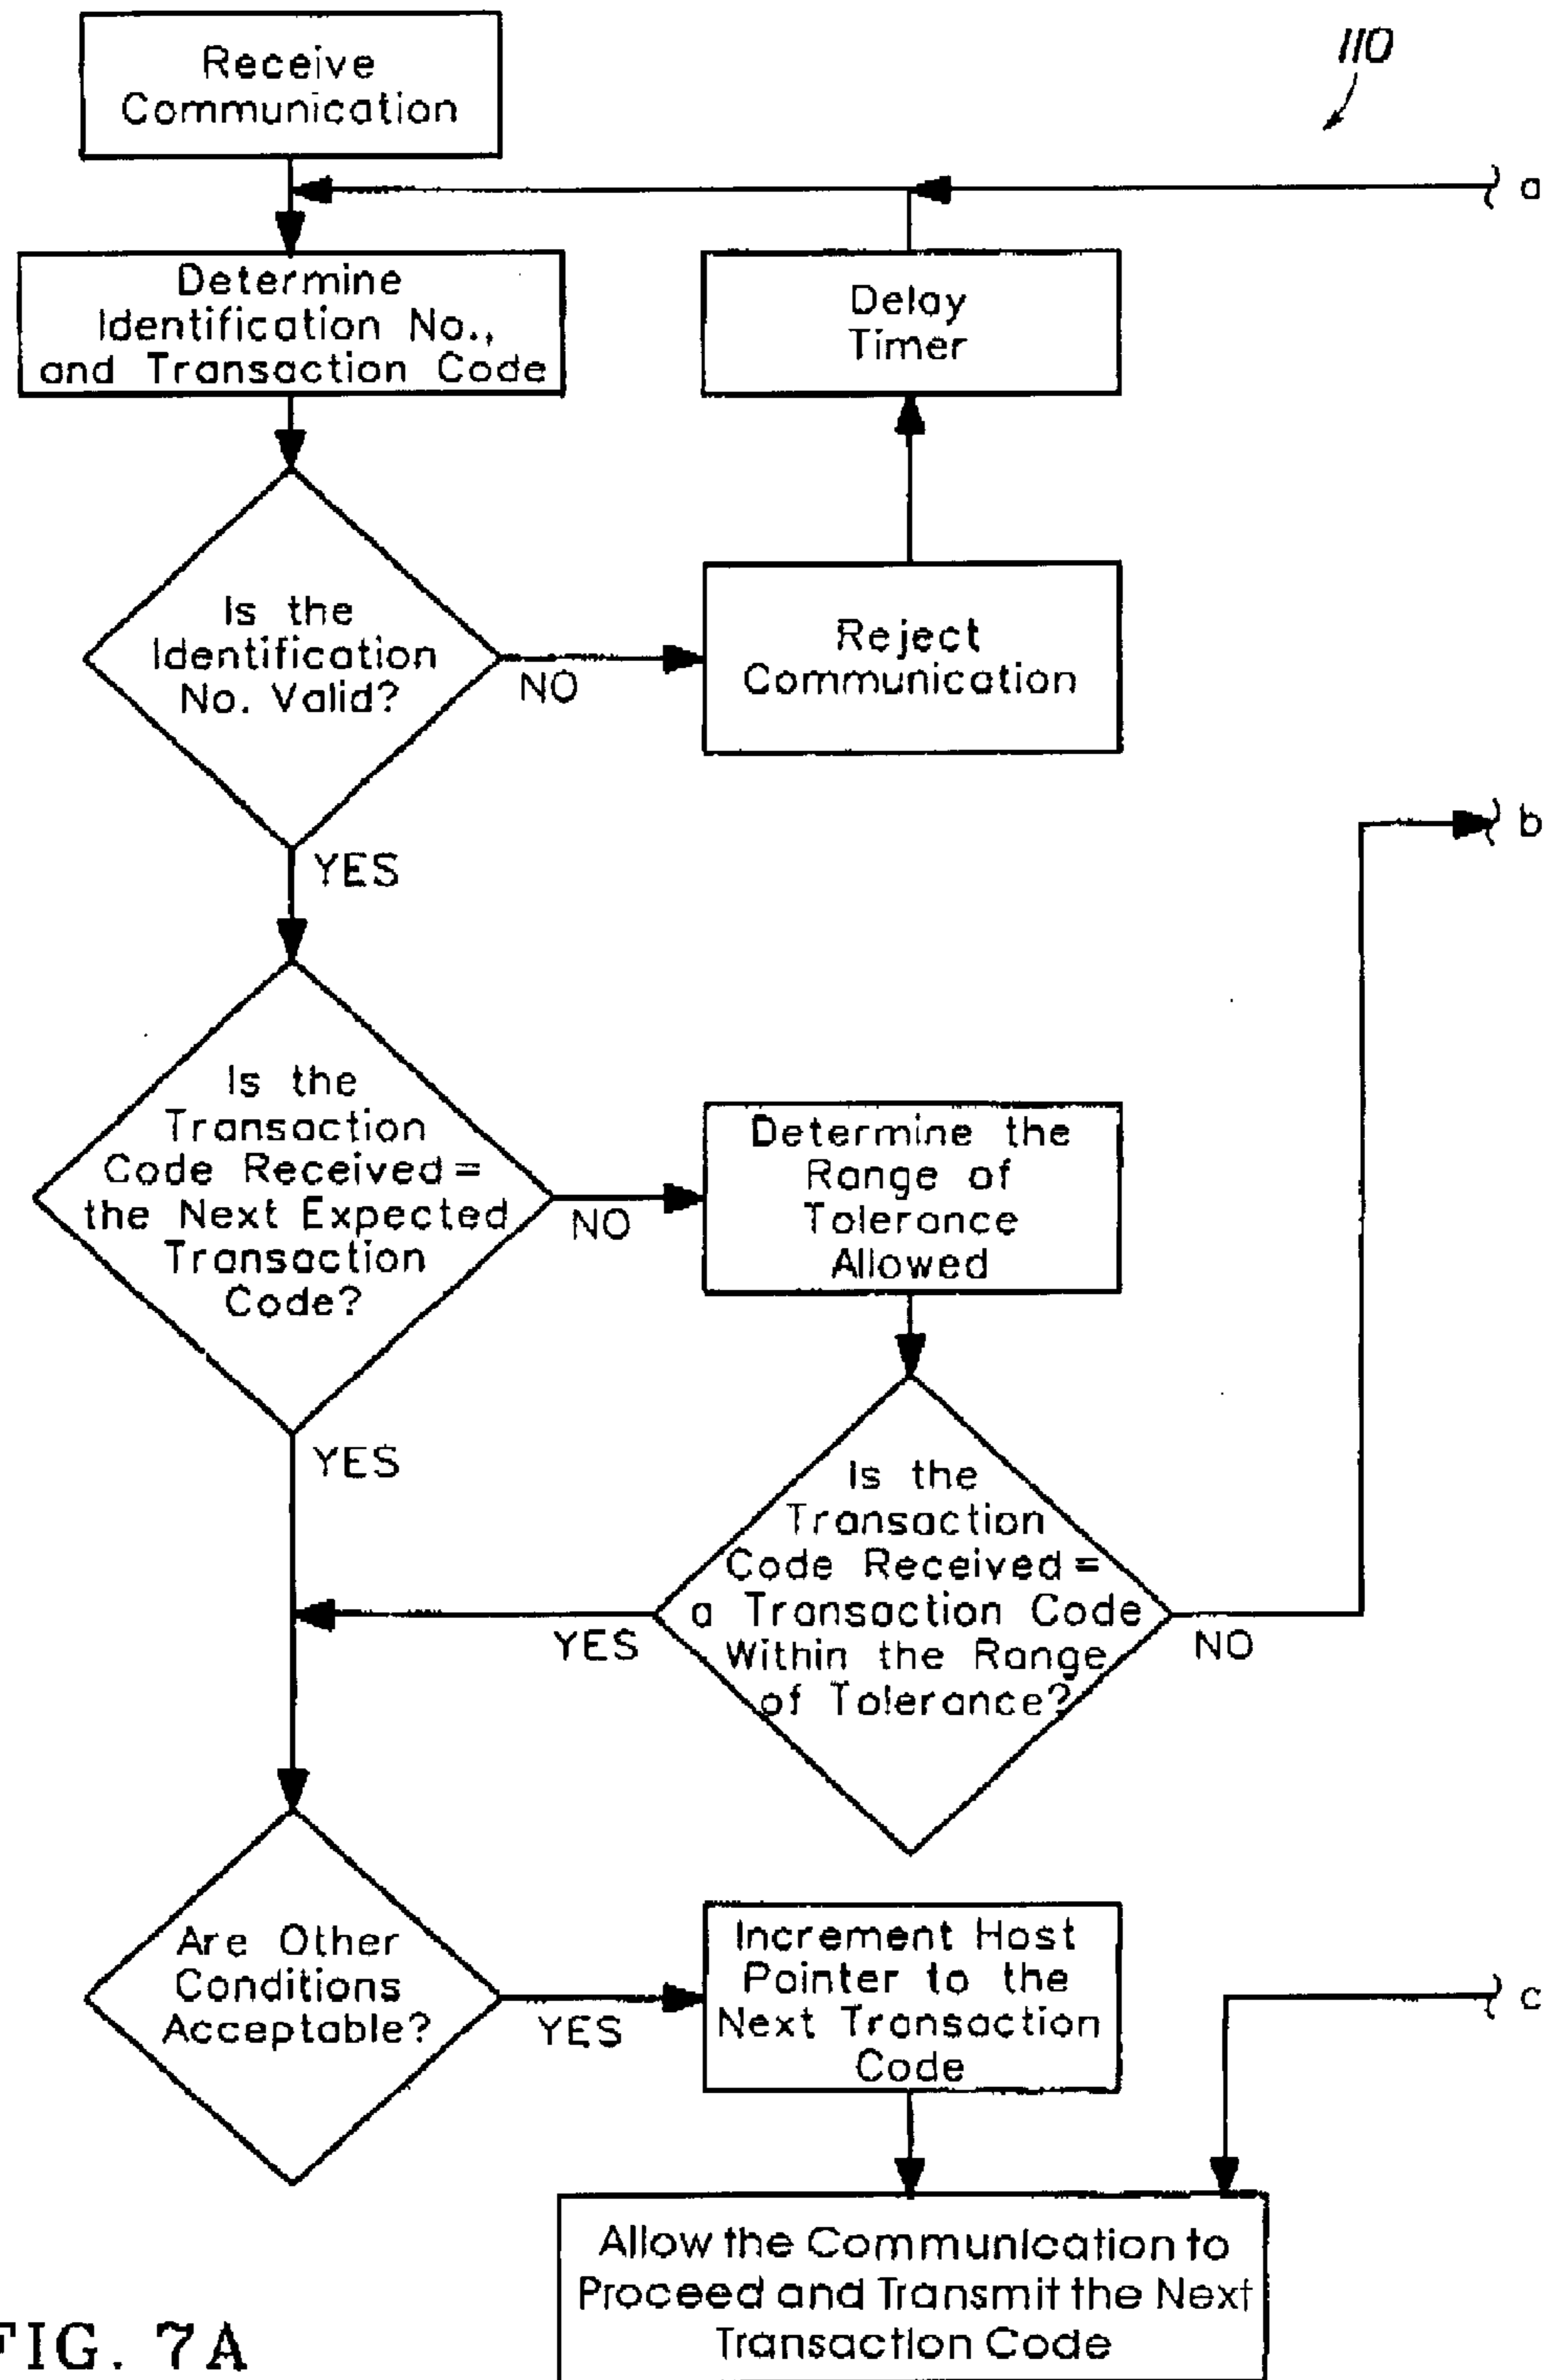 Receive
Communication
110
a
Determine
Identification No.,
and Transaction Code
Delay
Timer
Is the
Identification
No. Valid?
NO
Reject
Communication
b
YES
Is the
Transaction
Code Received =
the Next Expected
Transaction
Code?
NO
Determine the
Range of
Tolerance
Allowed
YES
Is the
Transaction
Code Received =
a Transaction Code
Within the Range
of Tolerance?
YES
NO
Are Other
Conditions
Acceptable?
YES
Increment Host
Pointer to the
Next Transaction
Code
c
Allow the Communication to
Proceed and Transmit the Next
Transaction Code
FIG. 7A